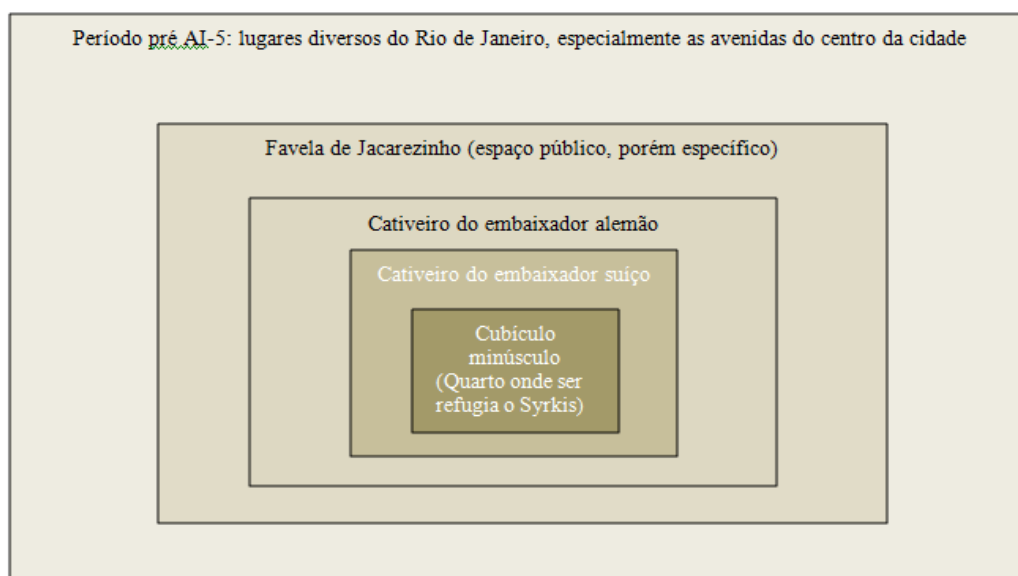 Período pré AI-5: lugares diversos do Rio de Janeiro, especialmente as avenidas do centro da cidade
Favela de Jacarezinho (espaço público, porém específico)
Cativeiro do embaixador alemão
Cativeiro do embaixador suíço
Cubículo
minúsculo
(Quarto onde ser
refugia o Syrkis)